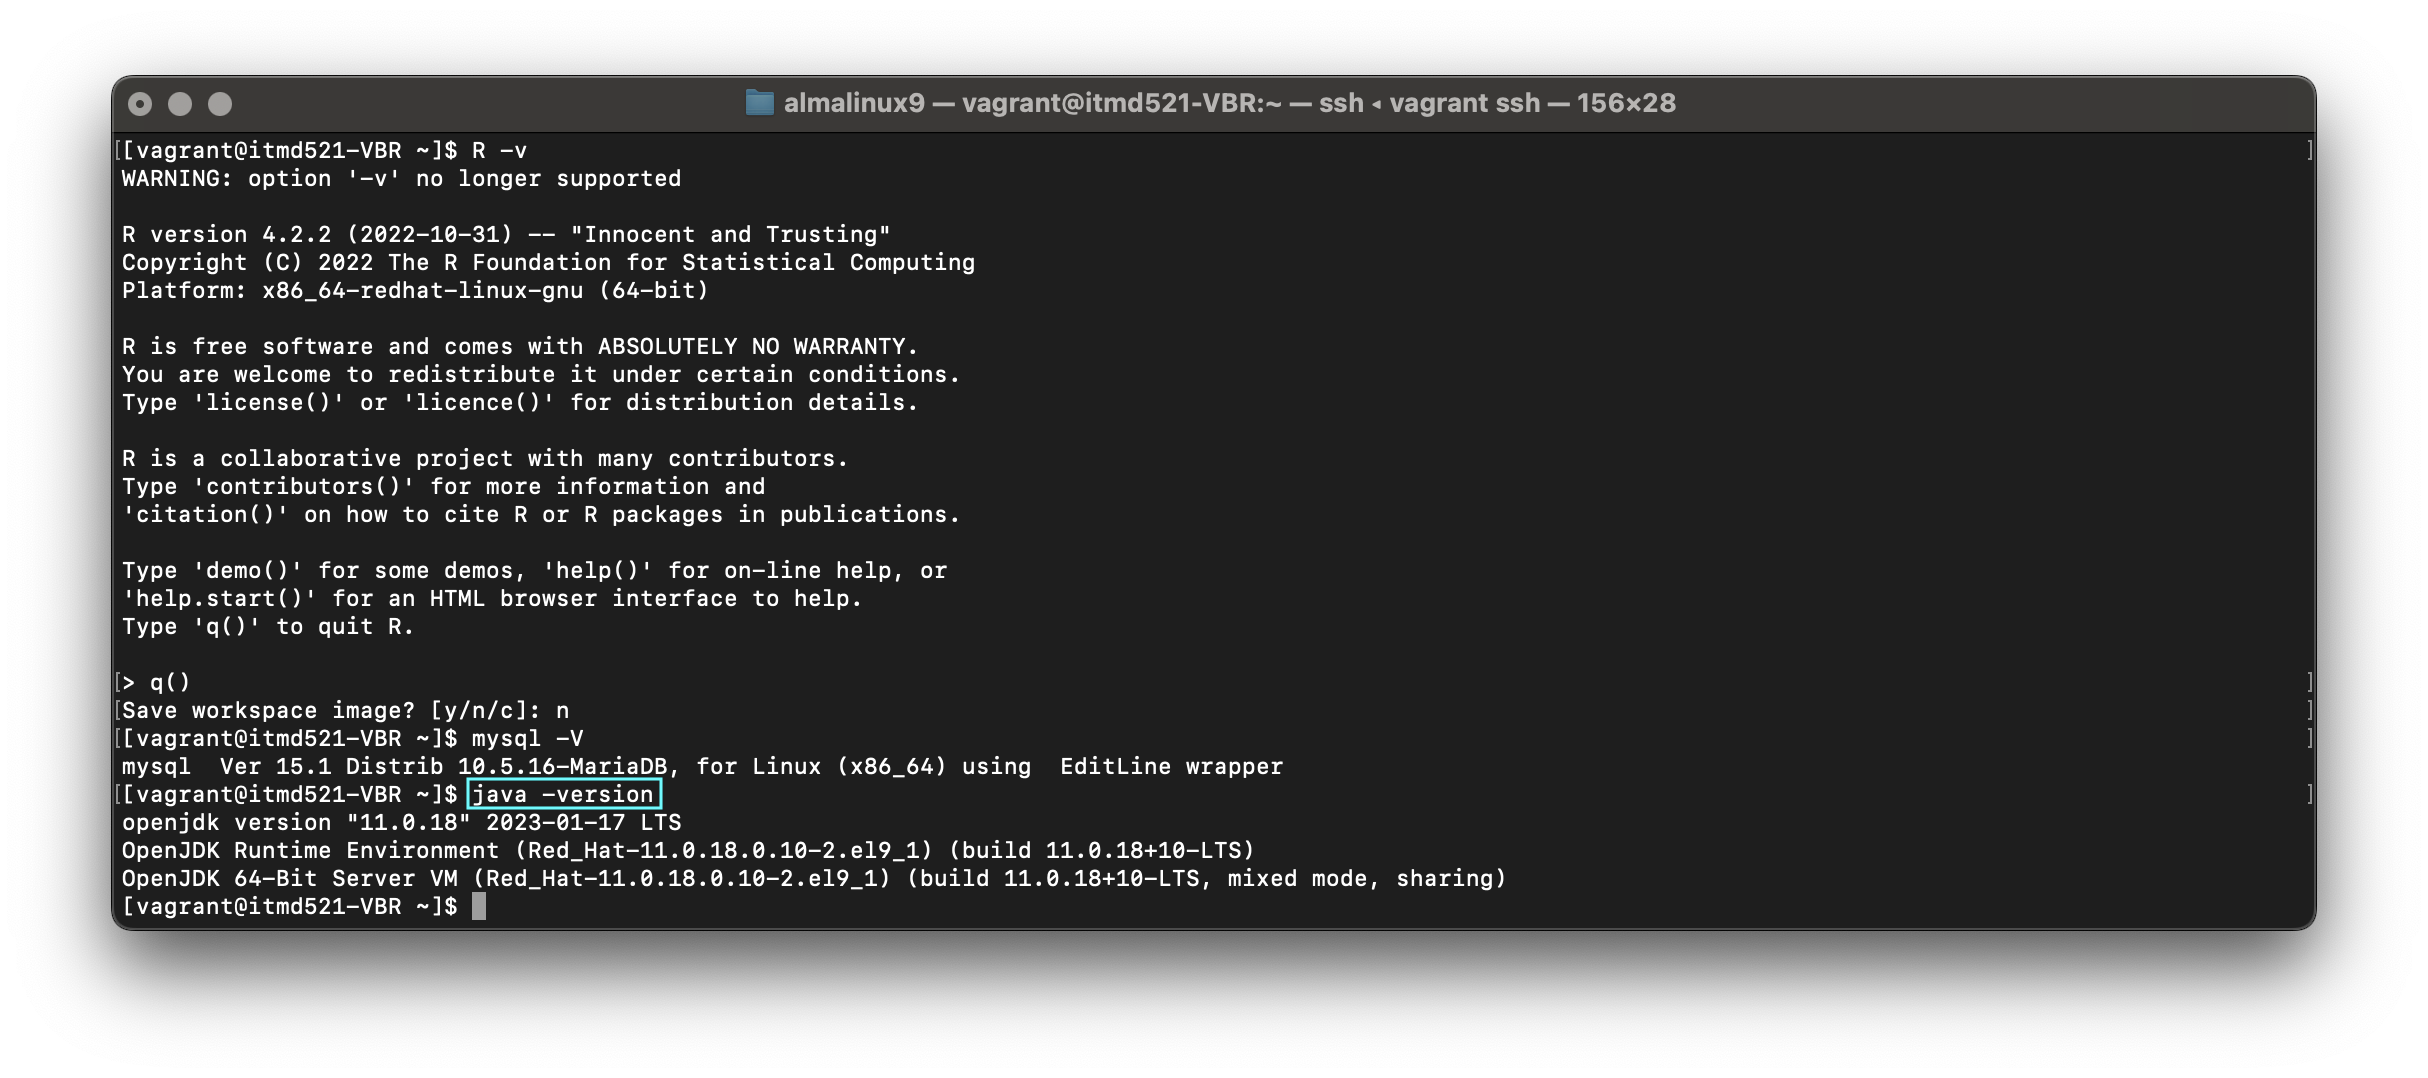 almalinux9 — vagrant@itmd521-VBR:~ — ssh ◂ vagrant ssh — 156×28
[[vagrant@itmd521-VBR ~]$ R -v ]
WARNING: option '-v' no longer supported
R version 4.2.2 (2022-10-31) -- "Innocent and Trusting"
Copyright (C) 2022 The R Foundation for Statistical Computing
Platform: x86_64-redhat-linux-gnu (64-bit)
R is free software and comes with ABSOLUTELY NO WARRANTY.
You are welcome to redistribute it under certain conditions.
Type 'license()' or 'licence()' for distribution details.
R is a collaborative project with many contributors.
Type 'contributors()' for more information and
'citation()' on how to cite R or R packages in publications.
Type 'demo()' for some demos, 'help()' for on-line help, or
'help.start()' for an HTML browser interface to help.
Type 'q()' to quit R.
[> q() ]
[Save workspace image? [y/n/c]: n ]
[[vagrant@itmd521-VBR ~]$ mysql -V ]
mysql  Ver 15.1 Distrib 10.5.16-MariaDB, for Linux (x86_64) using  EditLine wrapper
[[vagrant@itmd521-VBR ~]$ java -version ]
openjdk version "11.0.18" 2023-01-17 LTS
OpenJDK Runtime Environment (Red_Hat-11.0.18.0.10-2.el9_1) (build 11.0.18+10-LTS)
OpenJDK 64-Bit Server VM (Red_Hat-11.0.18.0.10-2.el9_1) (build 11.0.18+10-LTS, mixed mode, sharing)
[vagrant@itmd521-VBR ~]$